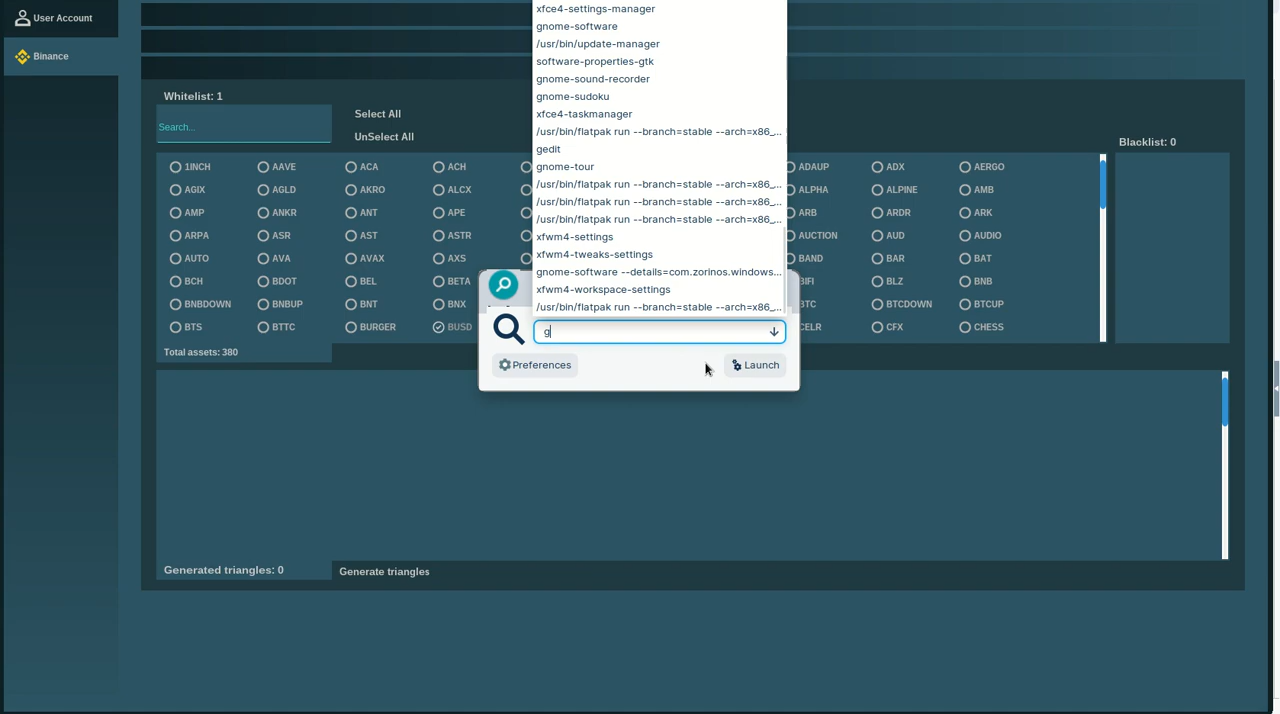 User Account
Binance
xfce4-settings-manager
gnome-software
/usr/bin/update-manager
software-properties-gtk
gnome-sound-recorder
gnome-sudoku
xfce4-taskmanager
/usr/bin/flatpak run --branch=stable --arch=x86_...
gedit
gnome-tour
/usr/bin/flatpak run --branch=stable --arch=x86_...
/usr/bin/flatpak run --branch=stable --arch=x86_...
/usr/bin/flatpak run --branch=stable --arch=x86_...
xfwm4-settings
xfwm4-tweaks-settings
gnome-software --details=com.zorinos.windows...
xfwm4-workspace-settings
/usr/bin/flatpak run --branch=stable --arch=x86_...
g
Preferences
Launch
Whitelist: 1
Search...
Select All
UnSelect All
Blacklist: 0
1INCH AAVE ACA ACH ADAUP ADX AERGO
AGIX AGLD AKRO ALCX ALPHA ALPINE AMB
AMP ANKR ANT APE ARB ARDR ARK
ARPA ASR AST ASTR AUCTION AUD AUDIO
AUTO AVA AVAX AXS BAND BAR BAT
BCH BDOT BEL BETA BIFI BLZ BNB
BNBDOWN BNBUP BNT BNX BTC BTCDOWN BTCUP
BTS BTTC BURGER BUSD CELR CFX CHESS
Total assets: 380
Generated triangles: 0
Generate triangles